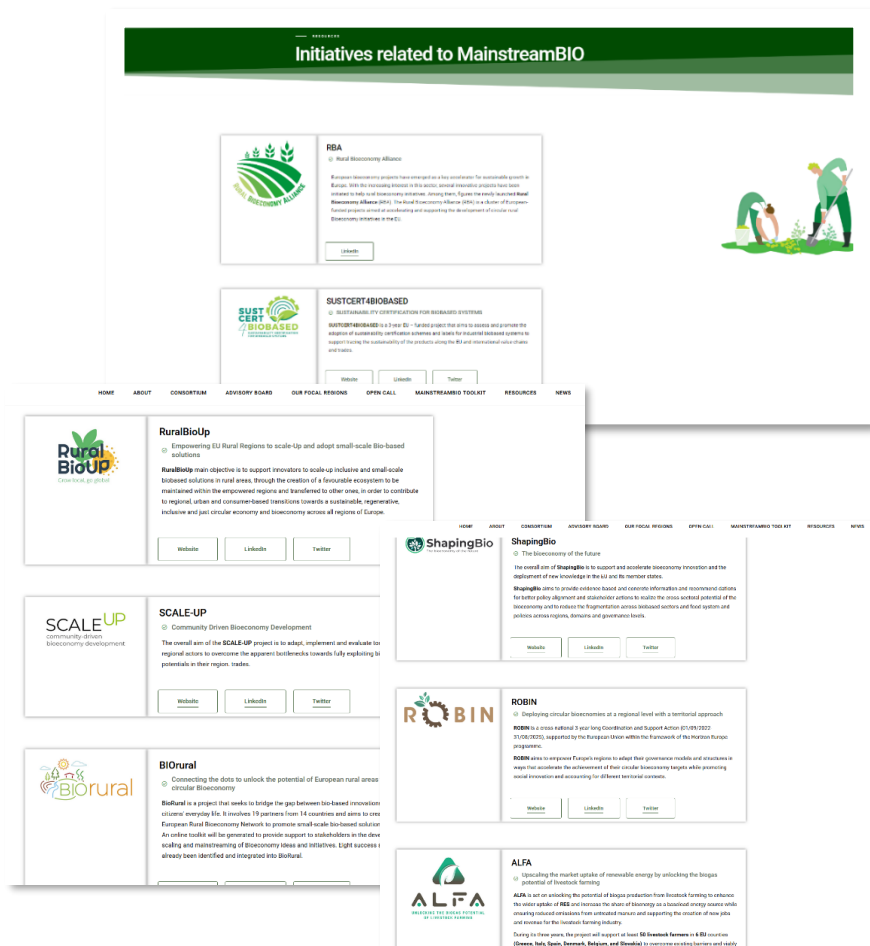 RESOURCES
Initiatives related to MainstreamBIO
RURAL BIOECONOMY ALLIANCE
RBA
Rural Bioeconomy Alliance
European bioeconomy projects have emerged as a key accelerator for sustainable growth in
Europe. With the increasing interest in this sector, several innovative projects have been
initiated to help rural bioeconomy initiatives. Among them, figures the newly launched Rural
Bioeconomy Alliance (RBA). The Rural Bioeconomy Alliance (RBA) is a cluster of European-
funded projects aimed at accelerating and supporting the development of circular rural
Bioeconomy initiatives in the EU.
LinkedIn
SUST
CERT
4 BIOBASED
SUSTAINABILITY CERTIFICATION
FOR BIOBASED SYSTEMS
SUSTCERT4BIOBASED
SUSTAINABILITY CERTIFICATION FOR BIOBASED SYSTEMS
SUSTCERT4BIOBASED is a 3-year EU – funded project that aims to assess and promote the
adoption of sustainability certification schemes and labels for industrial biobased systems to
support tracing the sustainability of the products along the EU and international value chains
and trades.
Website LinkedIn Twitter
HOME ABOUT CONSORTIUM ADVISORY BOARD OUR FOCAL REGIONS OPEN CALL MAINSTREAMBIO TOOLKIT RESOURCES NEWS
Rural
BioUp
Grow local, go global
RuralBioUp
Empowering EU Rural Regions to scale-Up and adopt small-scale Bio-based
solutions
RuralBioUp main objective is to support innovators to scale-up inclusive and small-scale
biobased solutions in rural areas, through the creation of a favourable ecosystem to be
maintained within the empowered regions and transferred to other ones, in order to contribute
to regional, urban and consumer-based transitions towards a sustainable, regenerative,
inclusive and just circular economy and bioeconomy across all regions of Europe.
Website LinkedIn Twitter
SCALE UP
community-driven
bioeconomy development
SCALE-UP
Community Driven Bioeconomy Development
The overall aim of the SCALE-UP project is to adapt, implement and evaluate
regional actors to overcome the apparent bottlenecks towards fully exploiting
potentials in their region. trades.
Website LinkedIn Twitter
BIOrural
BIOrural
Connecting the dots to unlock the potential of European rural areas
circular Bioeconomy
BioRural is a project that seeks to bridge the gap between bio-based innovations
citizens' everyday life. It involves 19 partners from 14 countries and aims to
European Rural Bioeconomy Network to promote small-scale bio-based
An online toolkit will be generated to provide support to stakeholders in the
scaling and mainstreaming of Bioeconomy ideas and initiatives. Eight success
already been identified and integrated into BioRural.
HOME ABOUT CONSORTIUM ADVISORY BOARD OUR FOCAL REGIONS OPEN CALL MAINSTREAMBIO TOOLKIT RESOURCES NEWS
ShapingBio
The bioeconomy of the future
ShapingBio
The bioeconomy of the future
The overall aim of ShapingBio is to support and accelerate bioeconomy innovation and the
deployment of new knowledge in the EU and its member states.
ShapingBio aims to provide evidence based and concrete information and recommendations
for better policy alignment and stakeholder actions to realize the cross sectoral potential of the
bioeconomy and to reduce the fragmentation across biobased sectors and food system and
policies across regions, domains and governance levels.
Website LinkedIn Twitter
ROBIN
ROBIN
Deploying circular bioeconomies at a regional level with a territorial approach
ROBIN is a cross-national 3-year long Coordination and Support Action (01/09/2022-
31/08/2025), supported by the European Union within the framework of the Horizon Europe
programme.
ROBIN aims to empower Europe's regions to adapt their governance models and structures in
ways that accelerate the achievement of their circular bioeconomy targets while promoting
social innovation and accounting for different territorial contexts.
Website LinkedIn Twitter
ALFA
UNLOCKING THE BIOGAS POTENTIAL
OF LIVESTOCK FARMING
ALFA
Upscaling the market uptake of renewable energy by unlocking the biogas
potential of livestock farming
ALFA is act on unlocking the potential of biogas production from livestock farming to enhance
the wider uptake of RES and increase the share of bioenergy as a baseload energy source while
ensuring reduced emissions from untreated manure and supporting the creation of new jobs
and revenue for the livestock farming industry.
During its three years, the project will support at least 50 livestock farmers in 6 EU countries
(Greece, Italy, Spain, Denmark, Belgium, and Slovakia) to overcome existing barriers and viably